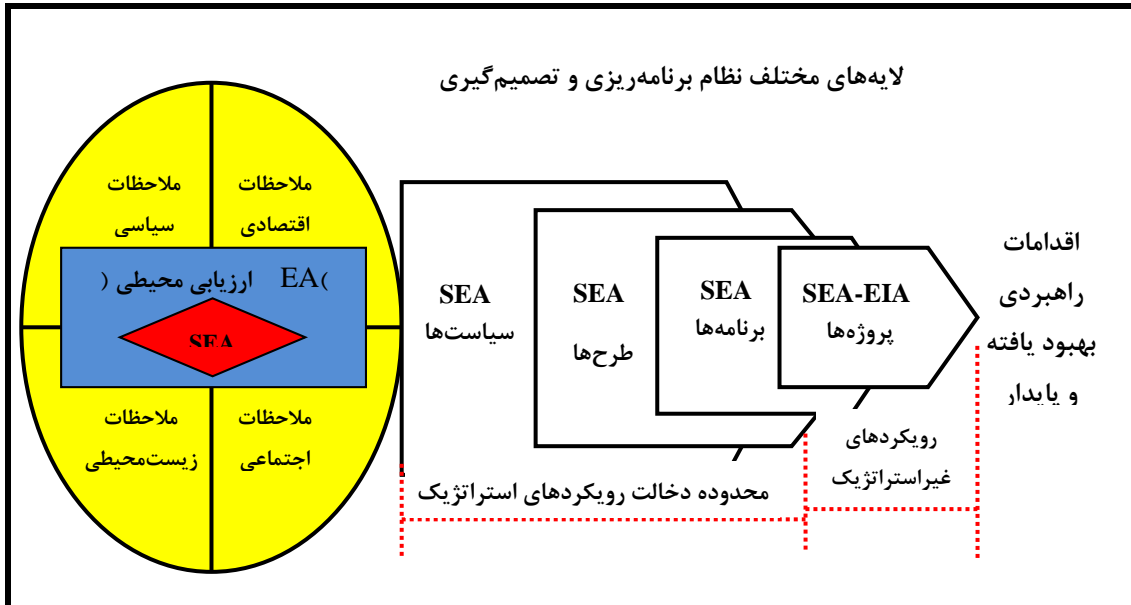 لایه‌های مختلف نظام برنامه‌ریزی و تصمیم‌گیری
ملاحظات
اقتصادی
ملاحظات
سیاسی
)EA ارزیابی محیطی (
SEA
ملاحظات
اجتماعی
ملاحظات
زیست‌محیطی
SEA
سیاست‌ها
SEA
طرح‌ها
SEA
برنامه‌ها
SEA-EIA
پروژه‌ها
اقدامات
راهبردی
بهبود یافته
و پایدار
رویکردهای
غیراستراتژیک
محدوده دخالت رویکردهای استراتژیک